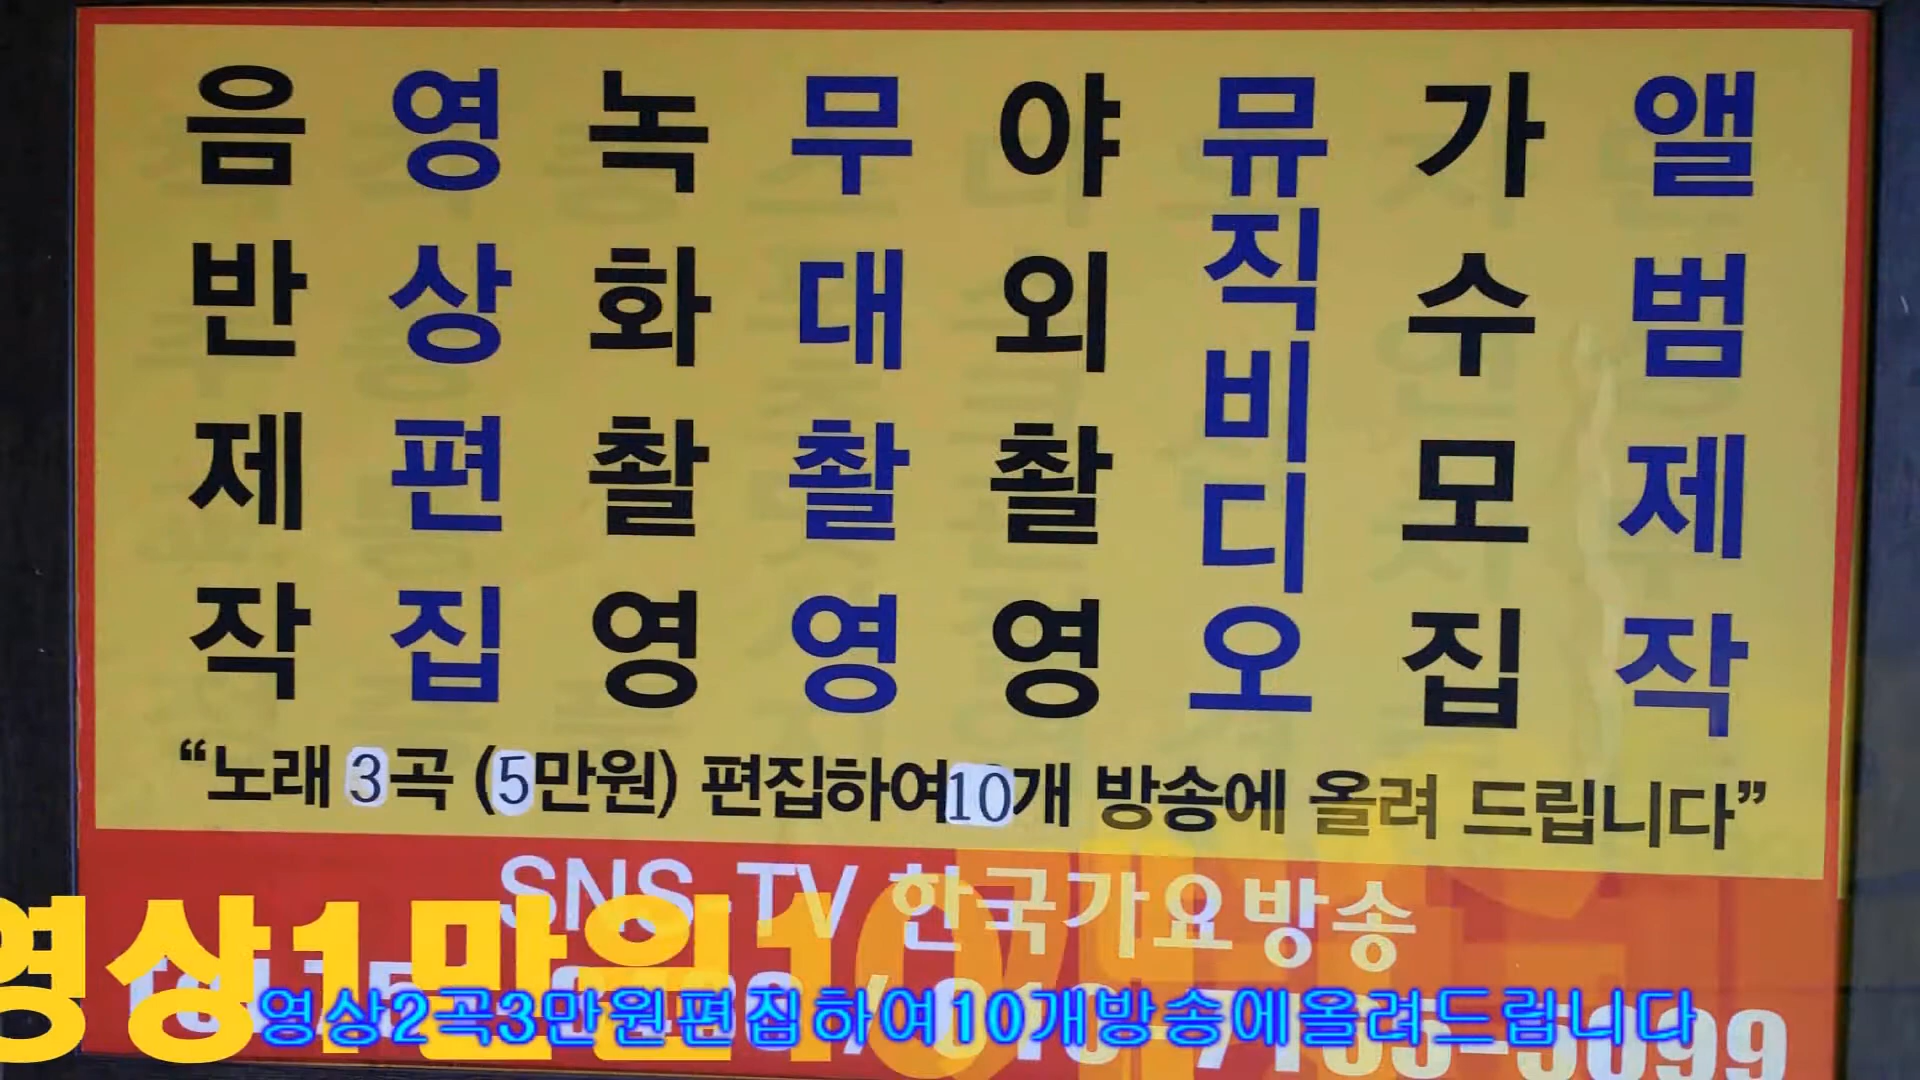 음반제작
영상편집
녹화촬영
무대촬영
야외촬영
뮤직비디오
가수모집
앨범제작
“노래 3곡 (5만원) 편집하여10개 방송에 올려 드립니다”
SNS-TV 한국가요방송
영상1만원10개
영상2곡3만원편집하여10개방송에올려드립니다